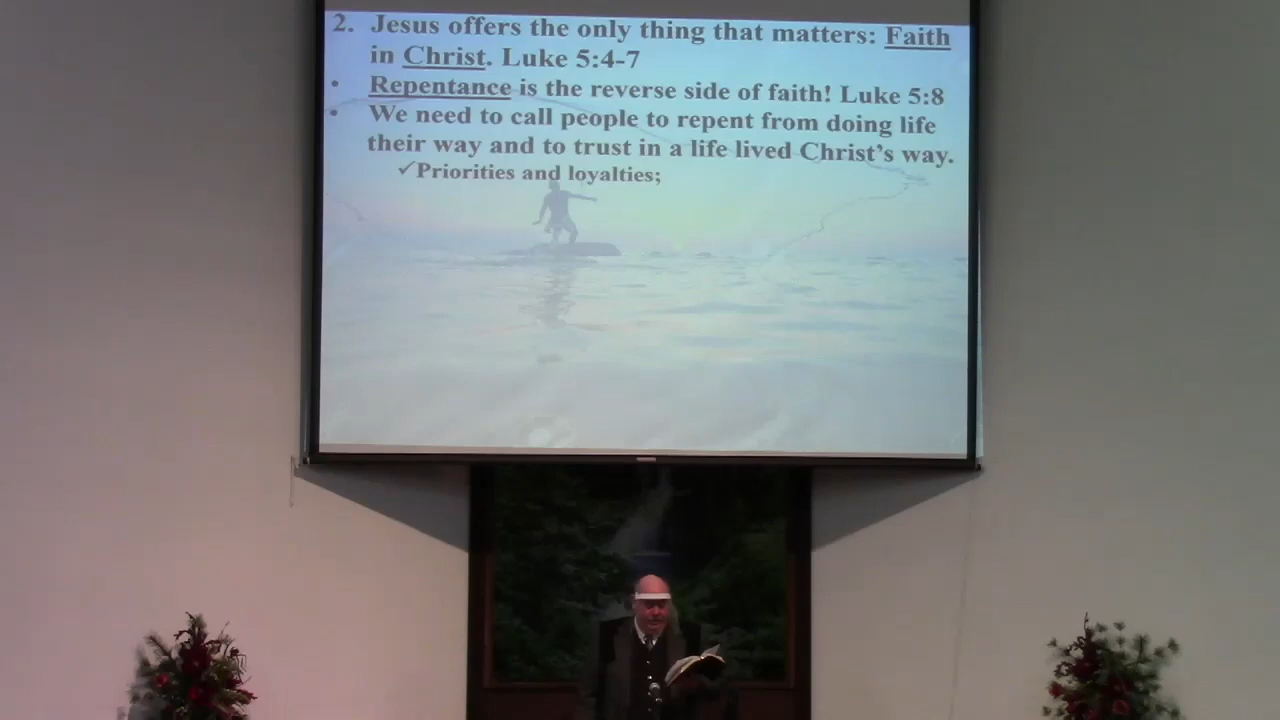 2. Jesus offers the only thing that matters: Faith
in Christ. Luke 5:4-7
• Repentance is the reverse side of faith! Luke 5:8
• We need to call people to repent from doing life
their way and to trust in a life lived Christ's way.
✓Priorities and loyalties;